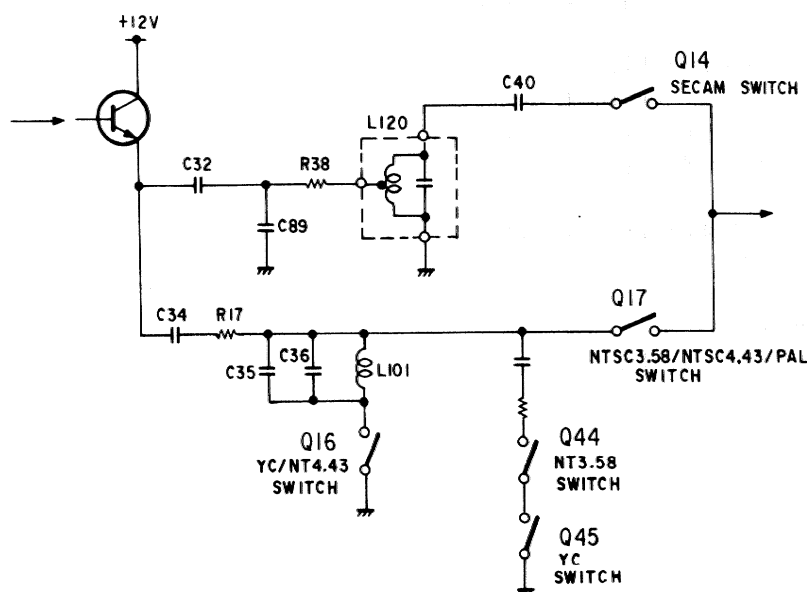 +12V
Q14
SECAM SWITCH
C40
L120
C32
R38
C89
Q17
NTSC3.58/NTSC4.43/PAL
SWITCH
C34
R17
C35
C36
L101
Q16
YC/NT4.43
SWITCH
Q44
NT3.58
SWITCH
Q45
YC
SWITCH